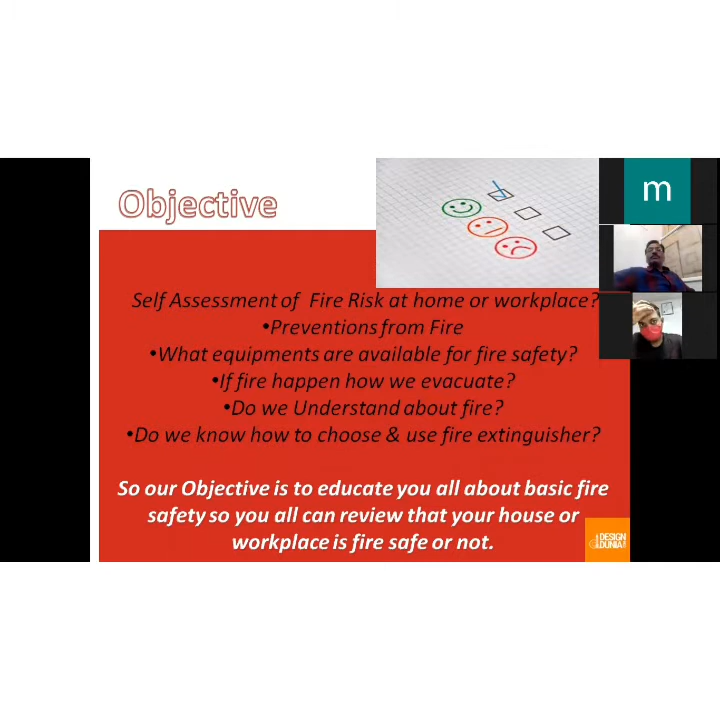 Objective
m
Self Assessment of Fire Risk at home or workplace?
•Preventions from Fire
•What equipments are available for fire safety?
•If fire happen how we evacuate?
•Do we Understand about fire?
•Do we know how to choose & use fire extinguisher?
So our Objective is to educate you all about basic fire
safety so you all can review that your house or
workplace is fire safe or not.
DESIGN
DUNIA